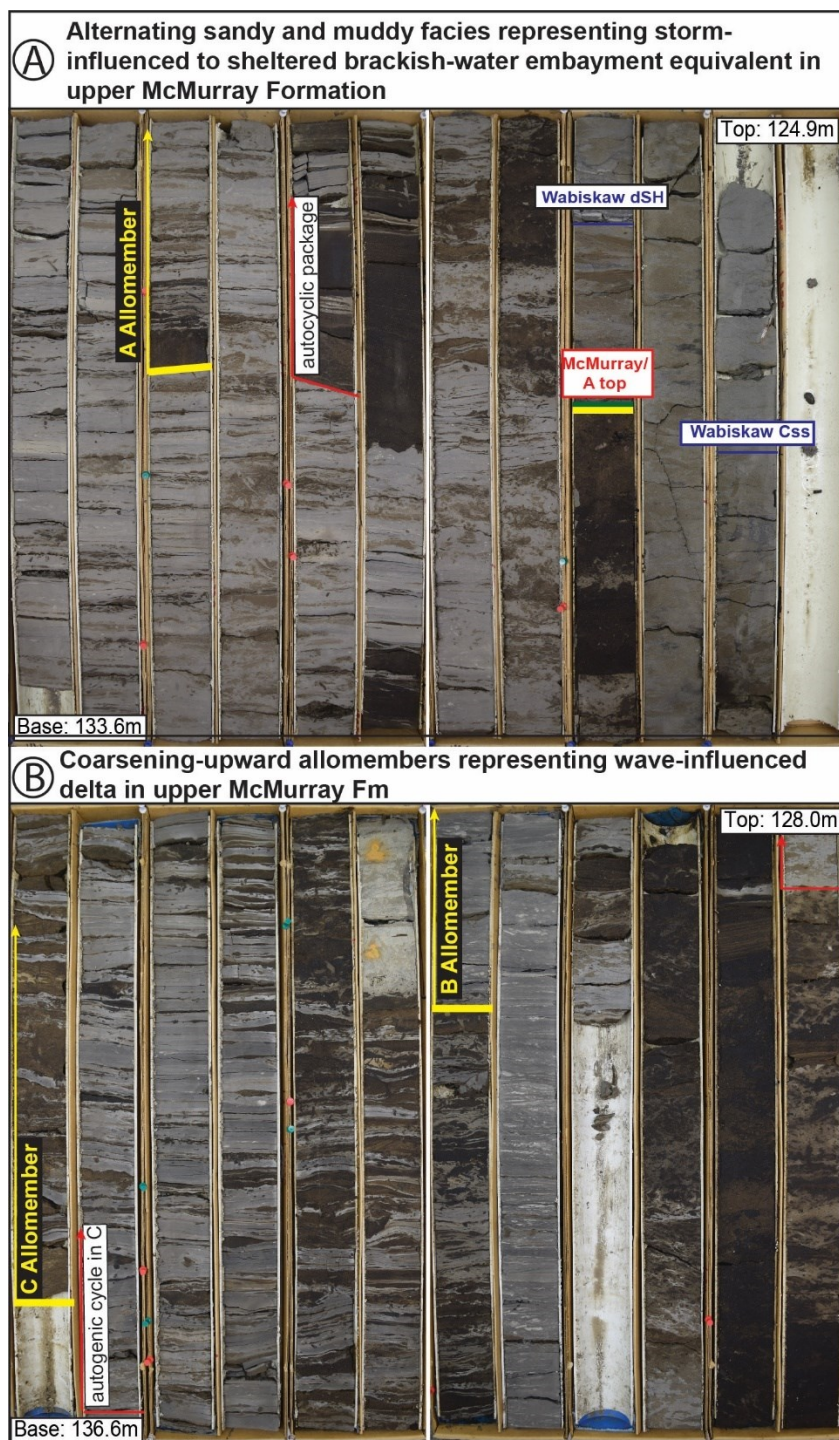 A
Alternating sandy and muddy facies representing storm-
influenced to sheltered brackish-water embayment equivalent in
upper McMurray Formation
Top: 124.9m
A Allomember
autocyclic package
Wabiskaw dSH
McMurray/
A top
Wabiskaw Css
Base: 133.6m
B
Coarsening-upward allomembers representing wave-influenced
delta in upper McMurray Fm
Top: 128.0m
C Allomember
autogenic cycle in C
B Allomember
Base: 136.6m